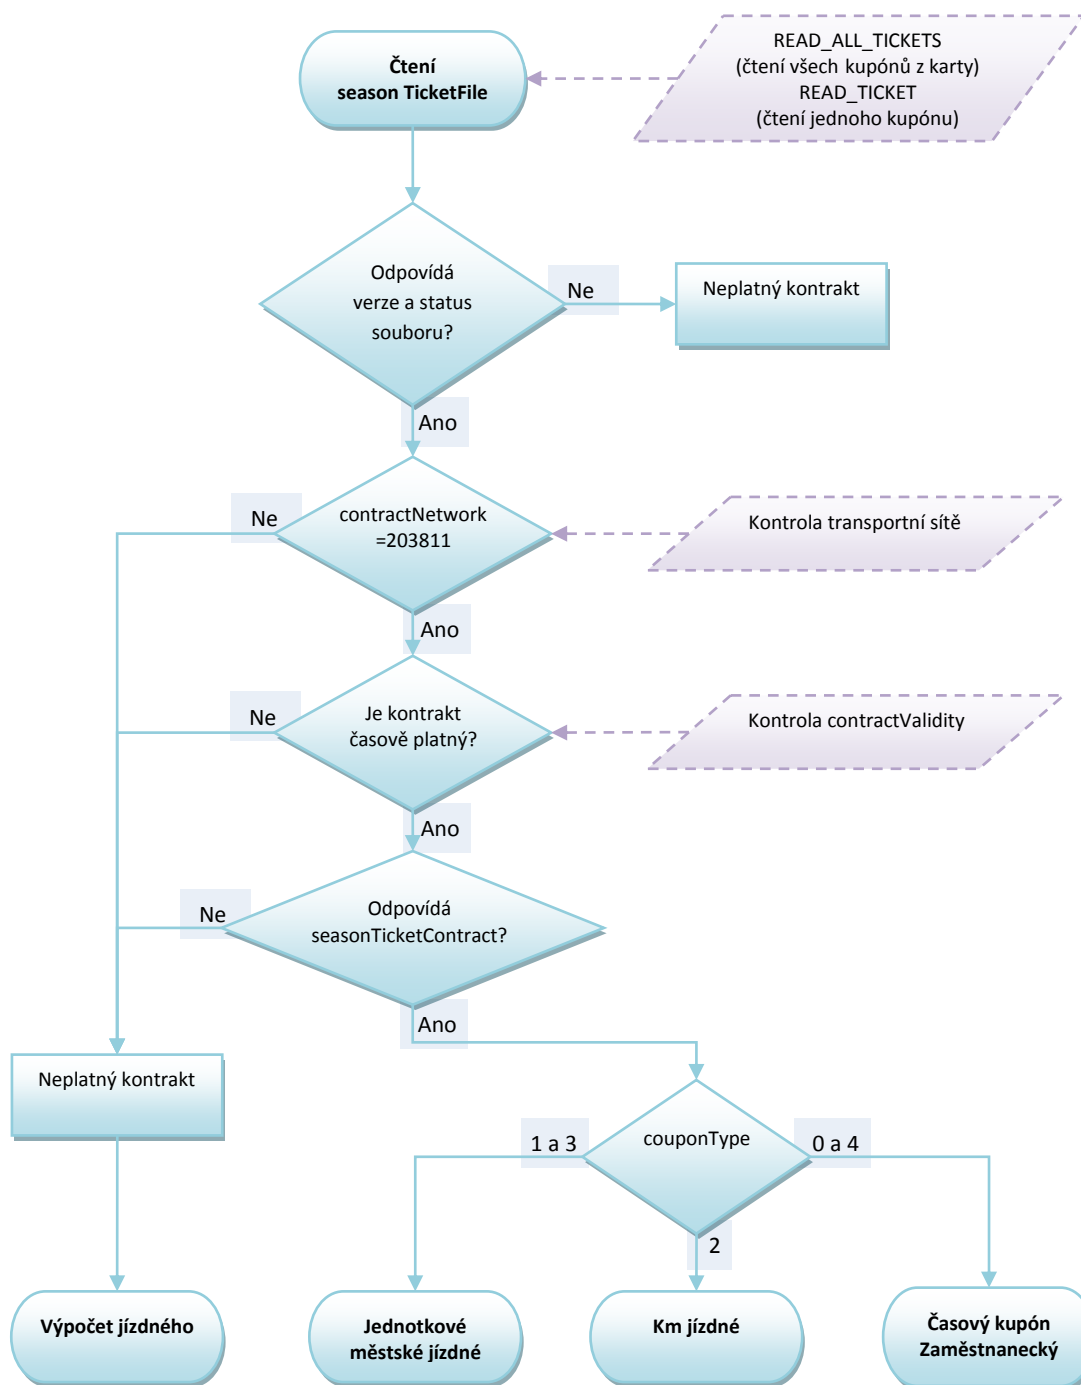 Čtení
season TicketFile
READ_ALL_TICKETS
(čtení všech kupónů z karty)
READ_TICKET
(čtení jednoho kupónu)
Odpovídá
verze a status
souboru?
Ne
Neplatný kontrakt
Ano
Ne
contractNetwork
=203811
Kontrola transportní sítě
Ano
Ne
Je kontrakt
časově platný?
Kontrola contractValidity
Ano
Ne
Odpovídá
seasonTicketContract?
Ano
Neplatný kontrakt
1 a 3
couponType
0 a 4
2
Výpočet jízdného
Jednotkové
městské jízdné
Km jízdné
Časový kupón
Zaměstnanecký